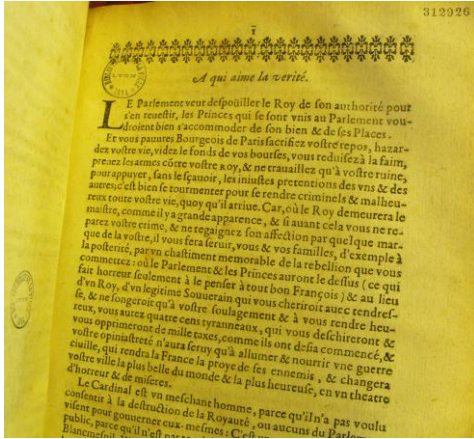 312926
ī
A qui aime la verité.
LE Parlement veut despoüiller le Roy de son authorité pour
s'en reuestir, les Princes qui se sont vnis au Parlement vou-
droient bien s'accommoder de son bien & de ses Places.
Et vous pauures Bourgeois de Paris sacrifiez vostre repos, hazar-
dez vostre vie, videz le fonds de vos bourses, vous reduisez à la faim,
prenez les armes cõtre vostre ROY, & ne trauaillez qu'à vostre ruine,
pour appuyer, sans le sçauoir, les iniustes pretentions des vns & des
autres; c'est bien se tourmenter pour se rendre criminels & malheu-
reux toute vostre vie, quoy qu'il arriue. Car, où le Roy demeurera le
maistre, comme il y a grande apparence, & si auant cela vous ne re-
parez vostre crime, & ne regaignez son affection par quelque mar-
que de la vostre, il vous fera seruir, vous & vos familles, d'exemple à
la posterité, par vn chastiment memorable de la rebellion que vous
commettez: où le Parlement & les Princes auront le dessus (ce qui
fait horreur seulement à le penser à tout bon François) & au lieu
d'vn Roy, d'vn legitime Souuerain qui vous cheriroit auec tendres-
se, & ne songeroit qu'à vostre soulagement & à vous rendre heu-
reux, vous aurez quatre cens tyranneaux, qui vous deschireront &
vous opprimeront de mille taxes, comme ils ont desia commencé, &
vostre opiniastreté n'aura seruy qu'à allumer & nourrir vne guerre
ciuille, qui rendra la France la proye de ses ennemis, & changera
vostre ville la plus belle du monde & la plus heureuse, en vn theatre
d'horreur & de miseres.
Le Cardinal est vn meschant homme, parce qu'il n'a pas voulu
consentir à la destruction de la Royauté, ou aucuns du Parlement
visent pour gouuerner eux-mesmes: C'est vn
public, parce qu'il n'est pas
Blancmesnil
LYON